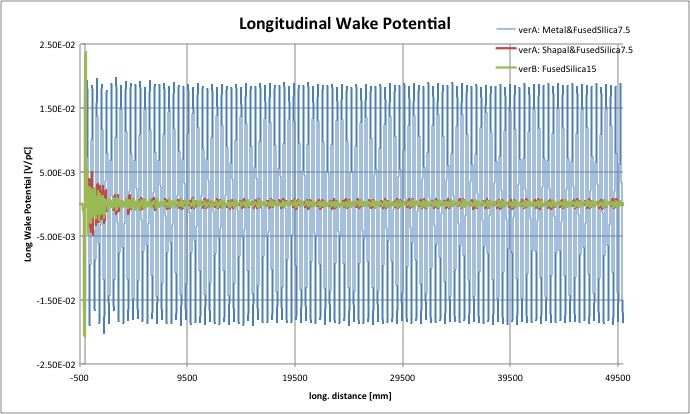 Longitudinal Wake Potential
verA: Metal&FusedSIlica7.5
verA: Shapal&FusedSIlica7.5
verB: FusedSilica15
2.50E-02
1.50E-02
5.00E-03
-5.00E-03
-1.50E-02
-2.50E-02
Long Wake Potential [V/pC]
-500 9500 19500 29500 39500 49500
long. distance [mm]